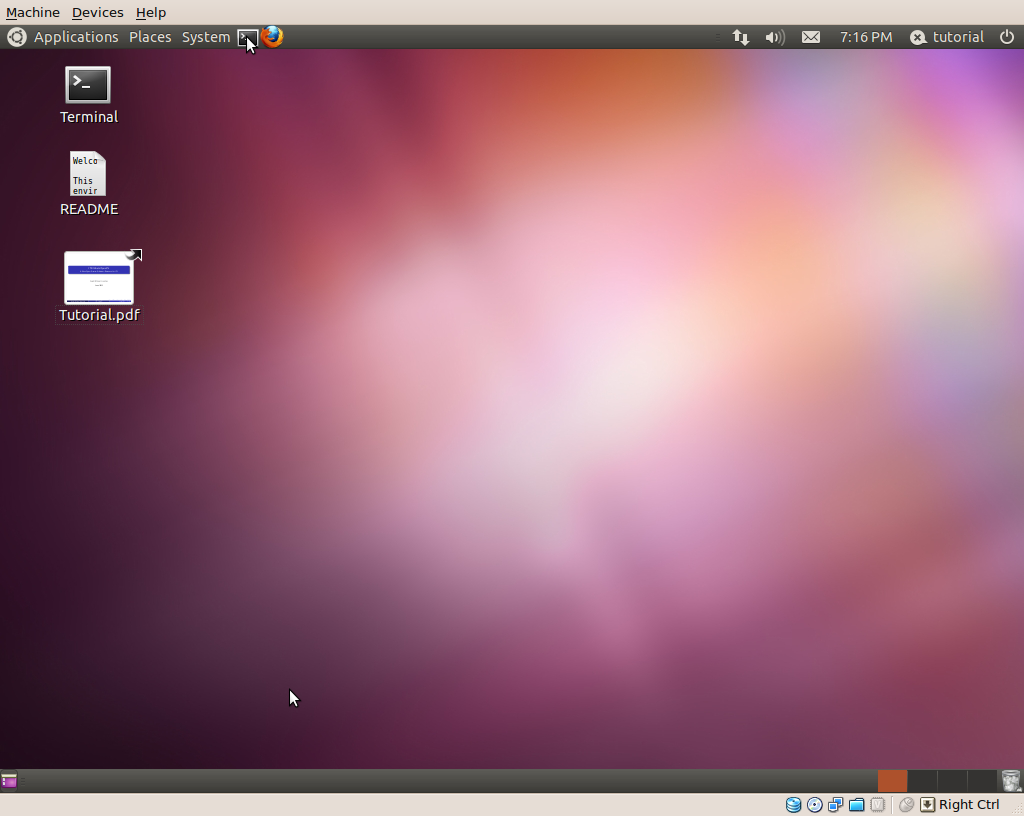 Machine Devices Help
Applications Places System 7:16 PM tutorial
>_
Terminal
Welco
This
envir
README
Tutorial.pdf
Right Ctrl